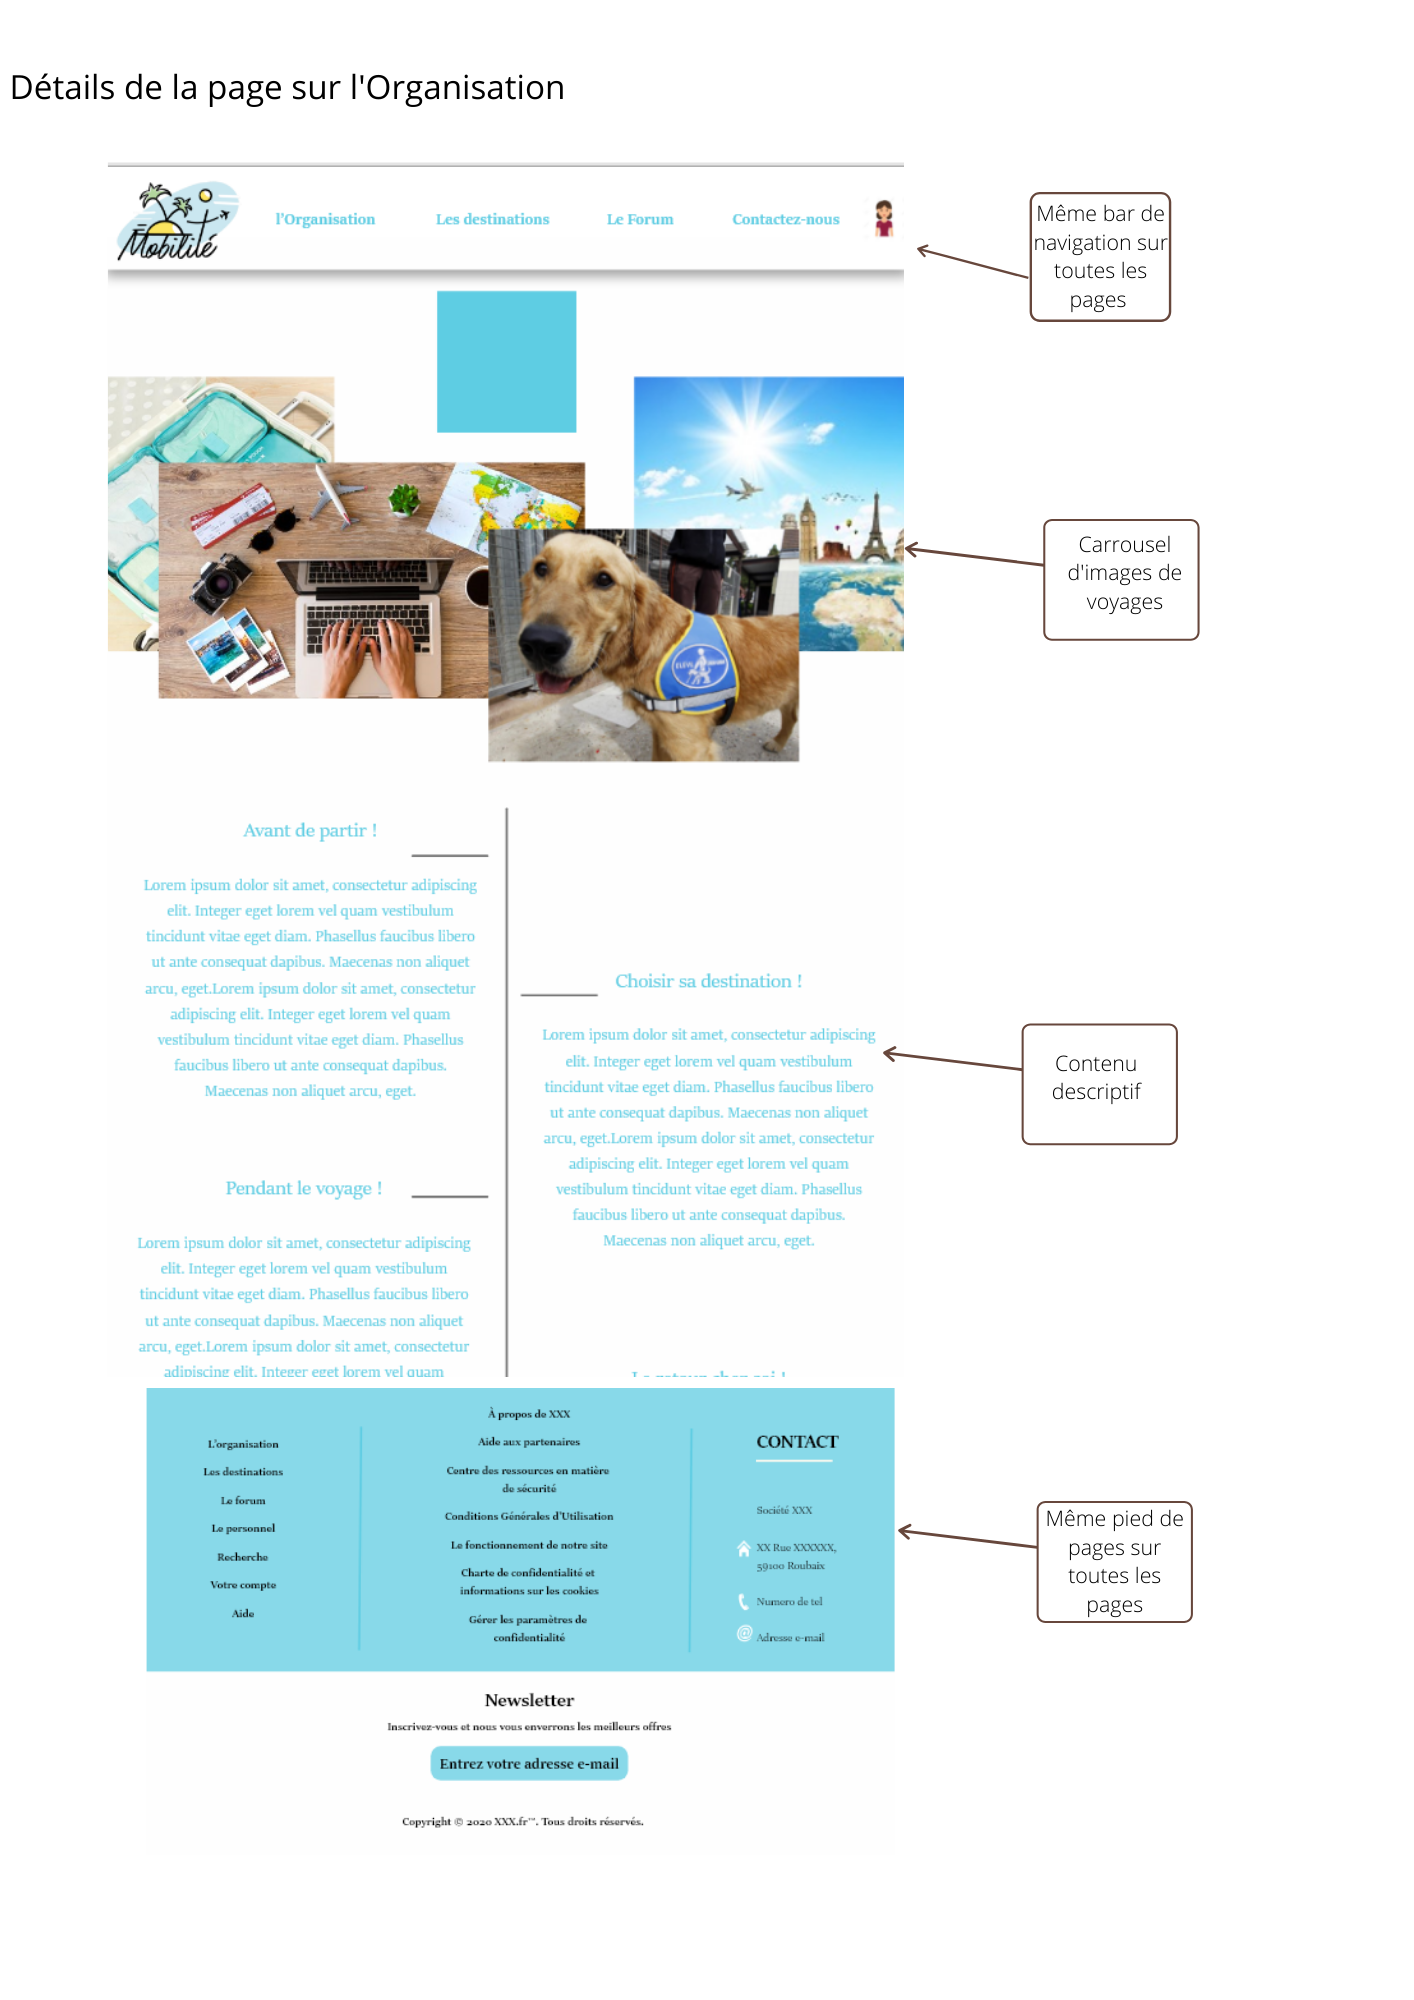 Détails de la page sur l'Organisation
Mobilité
l'Organisation
Les destinations
Le Forum
Contactez-nous
Même bar de
navigation sur
toutes les
pages
Carrousel
d'images de
voyages
Avant de partir !
Lorem ipsum dolor sit amet, consectetur adipiscing
elit. Integer eget lorem vel quam vestibulum
tincidunt vitae eget diam. Phasellus faucibus libero
ut ante consequat dapibus. Maecenas non aliquet
arcu, eget.Lorem ipsum dolor sit amet, consectetur
adipiscing elit. Integer eget lorem vel quam
vestibulum tincidunt vitae eget diam. Phasellus
faucibus libero ut ante consequat dapibus.
Maecenas non aliquet arcu, eget.
Choisir sa destination !
Lorem ipsum dolor sit amet, consectetur adipiscing
elit. Integer eget lorem vel quam vestibulum
tincidunt vitae eget diam. Phasellus faucibus libero
ut ante consequat dapibus. Maecenas non aliquet
arcu, eget.Lorem ipsum dolor sit amet, consectetur
adipiscing elit. Integer eget lorem vel quam
vestibulum tincidunt vitae eget diam. Phasellus
faucibus libero ut ante consequat dapibus.
Maecenas non aliquet arcu, eget.
Contenu
descriptif
Pendant le voyage !
Lorem ipsum dolor sit amet, consectetur adipiscing
elit. Integer eget lorem vel quam vestibulum
tincidunt vitae eget diam. Phasellus faucibus libero
ut ante consequat dapibus. Maecenas non aliquet
arcu, eget.Lorem ipsum dolor sit amet, consectetur
adipiscing elit. Integer eget lorem vel quam
Le retour chez soi !
L'organisation
Les destinations
Le forum
Le personnel
Recherche
Votre compte
Aide
À propos de XXX
Aide aux partenaires
Centre des ressources en matière
de sécurité
Conditions Générales d'Utilisation
Le fonctionnement de notre site
Charte de confidentialité et
informations sur les cookies
Gérer les paramètres de
confidentialité
CONTACT
Société XXX
XX Rue XXXXXX,
59100 Roubaix
Numero de tel
Adresse e-mail
Même pied de
pages sur
toutes les
pages
Newsletter
Inscrivez-vous et nous vous enverrons les meilleurs offres
Entrez votre adresse e-mail
Copyright © 2020 XXX.fr™. Tous droits réservés.